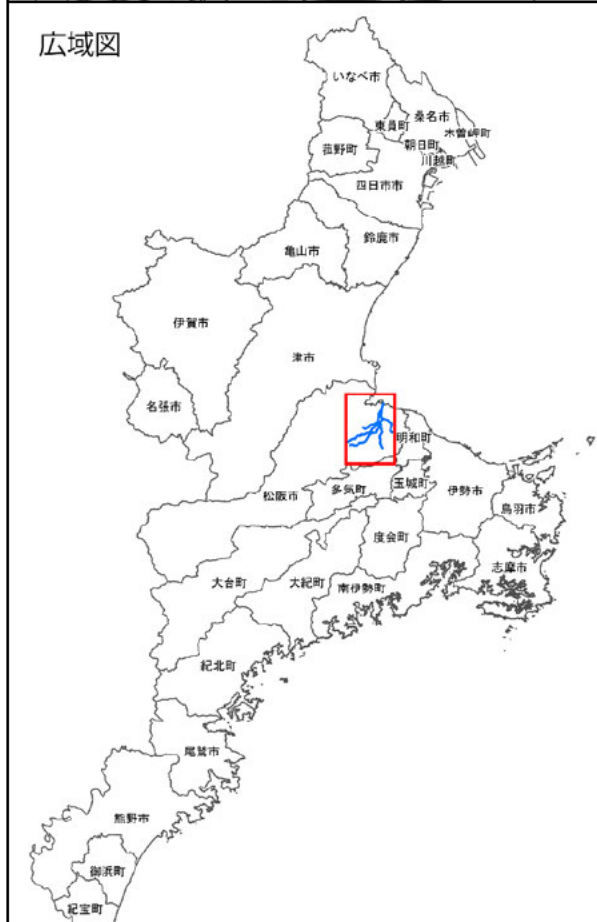 広域図
いなべ市
桑名市
東員町
木曽岬町
朝日町
菰野町
川越町
四日市市
鈴鹿市
亀山市
伊賀市
津市
名張市
明和町
松阪市
多気町
玉城町
伊勢市
鳥羽市
度会町
志摩市
大台町
大紀町
南伊勢町
紀北町
尾鷲市
熊野市
御浜町
紀宝町